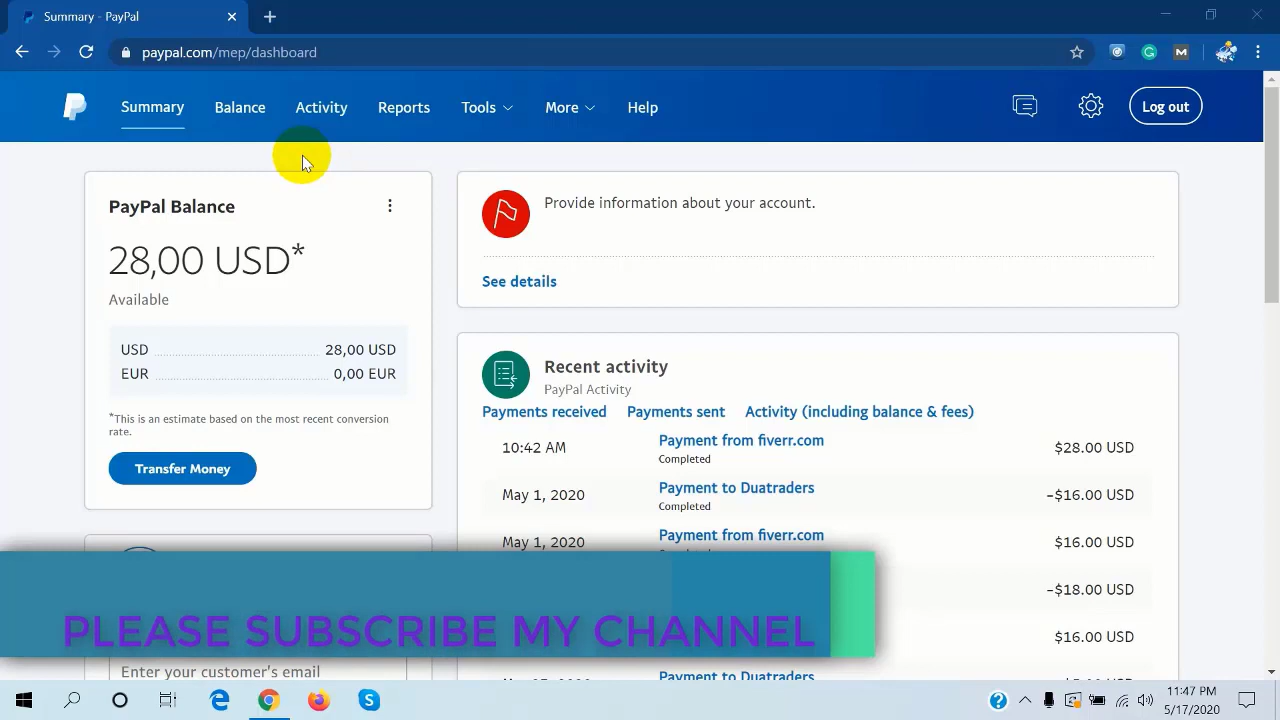 Summary - PayPal
paypal.com/mep/dashboard
Summary Balance Activity Reports Tools More Help Log out
PayPal Balance
28,00 USD*
Available
USD 28,00 USD
EUR 0,00 EUR
*This is an estimate based on the most recent conversion
rate.
Transfer Money
Provide information about your account.
See details
Recent activity
PayPal Activity
Payments received Payments sent Activity (including balance & fees)
10:42 AM Payment from fiverr.com $28.00 USD
Completed
May 1, 2020 Payment to Duatraders -$16.00 USD
Completed
May 1, 2020 Payment from fiverr.com $16.00 USD
-$18.00 USD
$16.00 USD
Payment to Duatraders
PLEASE SUBSCRIBE MY CHANNEL
Enter your customer's email
11:47 PM
5/17/2020